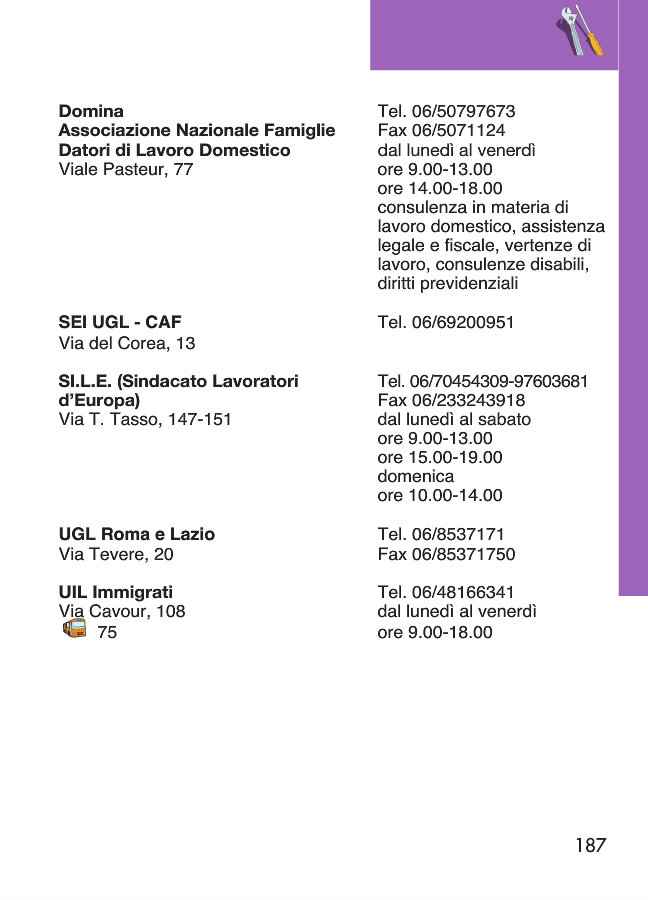 Domina
Associazione Nazionale Famiglie
Datori di Lavoro Domestico
Viale Pasteur, 77
Tel. 06/50797673
Fax 06/5071124
dal lunedì al venerdì
ore 9.00-13.00
ore 14.00-18.00
consulenza in materia di
lavoro domestico, assistenza
legale e fiscale, vertenze di
lavoro, consulenze disabili,
diritti previdenziali
SEI UGL - CAF
Via del Corea, 13
Tel. 06/69200951
SI.L.E. (Sindacato Lavoratori
d’Europa)
Via T. Tasso, 147-151
Tel. 06/70454309-97603681
Fax 06/233243918
dal lunedì al sabato
ore 9.00-13.00
ore 15.00-19.00
domenica
ore 10.00-14.00
UGL Roma e Lazio
Via Tevere, 20
Tel. 06/8537171
Fax 06/85371750
UIL Immigrati
Via Cavour, 108
75
Tel. 06/48166341
dal lunedì al venerdì
ore 9.00-18.00
187